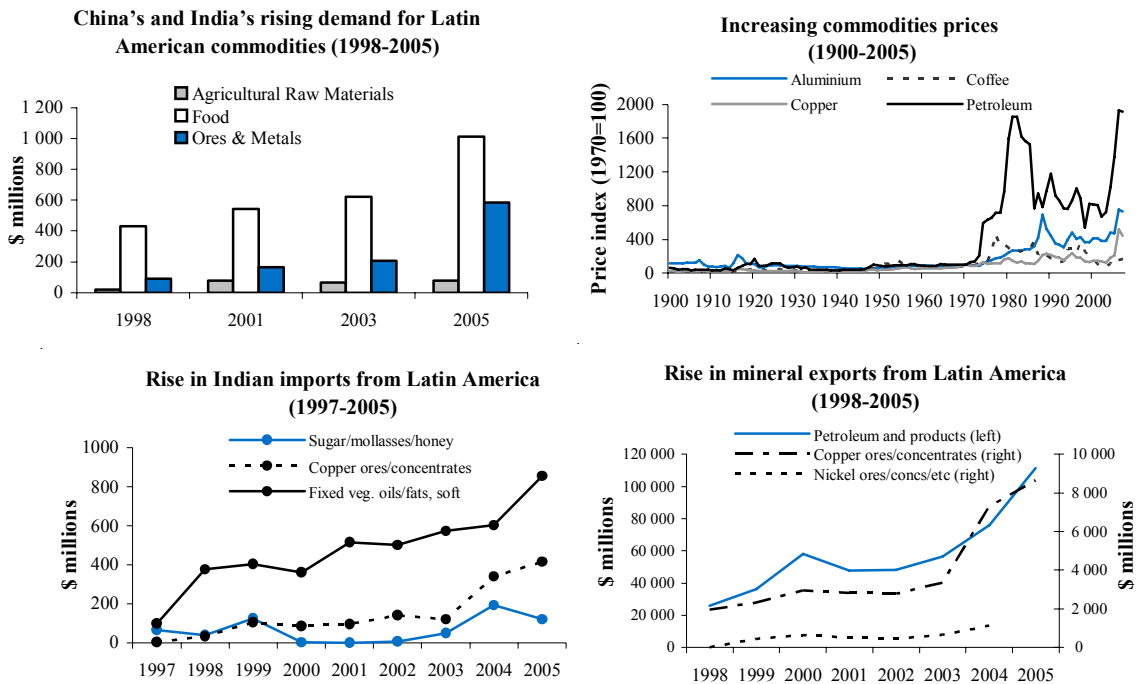 China's and India's rising demand for Latin
American commodities (1998-2005)
Agricultural Raw Materials
Food
Ores & Metals
$ millions
1 200
1 000
800
600
400
200
0
1998 2001 2003 2005
Increasing commodities prices
(1900-2005)
Aluminium Coffee
Copper Petroleum
Price index (1970=100)
2000
1600
1200
800
400
0
1900 1910 1920 1930 1940 1950 1960 1970 1980 1990 2000
Rise in Indian imports from Latin America
(1997-2005)
Sugar/mollasses/honey
Copper ores/concentrates
Fixed veg. oils/fats, soft
$ millions
1000
800
600
400
200
0
1997 1998 1999 2000 2001 2002 2003 2004 2005
Rise in mineral exports from Latin America
(1998-2005)
Petroleum and products (left)
Copper ores/concentrates (right)
Nickel ores/concs/etc (right)
$ millions
120 000
100 000
80 000
60 000
40 000
20 000
0
10 000
8 000
6 000
4 000
2 000
0
$ millions
1998 1999 2000 2001 2002 2003 2004 2005